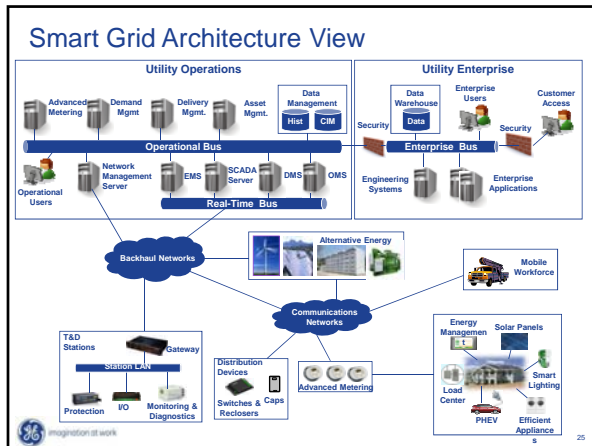 Smart Grid Architecture View
Utility Operations
Advanced
Metering
Demand
Mgmt
Delivery
Mgmt.
Asset
Mgmt.
Data
Management
Hist
CIM
Operational Bus
Operational
Users
Network
Management
Server
EMS
SCADA
Server
DMS
OMS
Real-Time Bus
Utility Enterprise
Security
Data
Warehouse
Data
Enterprise
Users
Customer
Access
Security
Enterprise Bus
Engineering
Systems
Enterprise
Applications
Backhaul Networks
Alternative Energy
Mobile
Workforce
Communications
Networks
T&D
Stations
Gateway
Station LAN
Protection
I/O
Monitoring &
Diagnostics
Distribution
Devices
Switches &
Reclosers
Caps
Advanced Metering
Energy
Managemen
t
Solar Panels
Load
Center
Smart
Lighting
PHEV
Efficient
Appliance
s
imagination at work
25